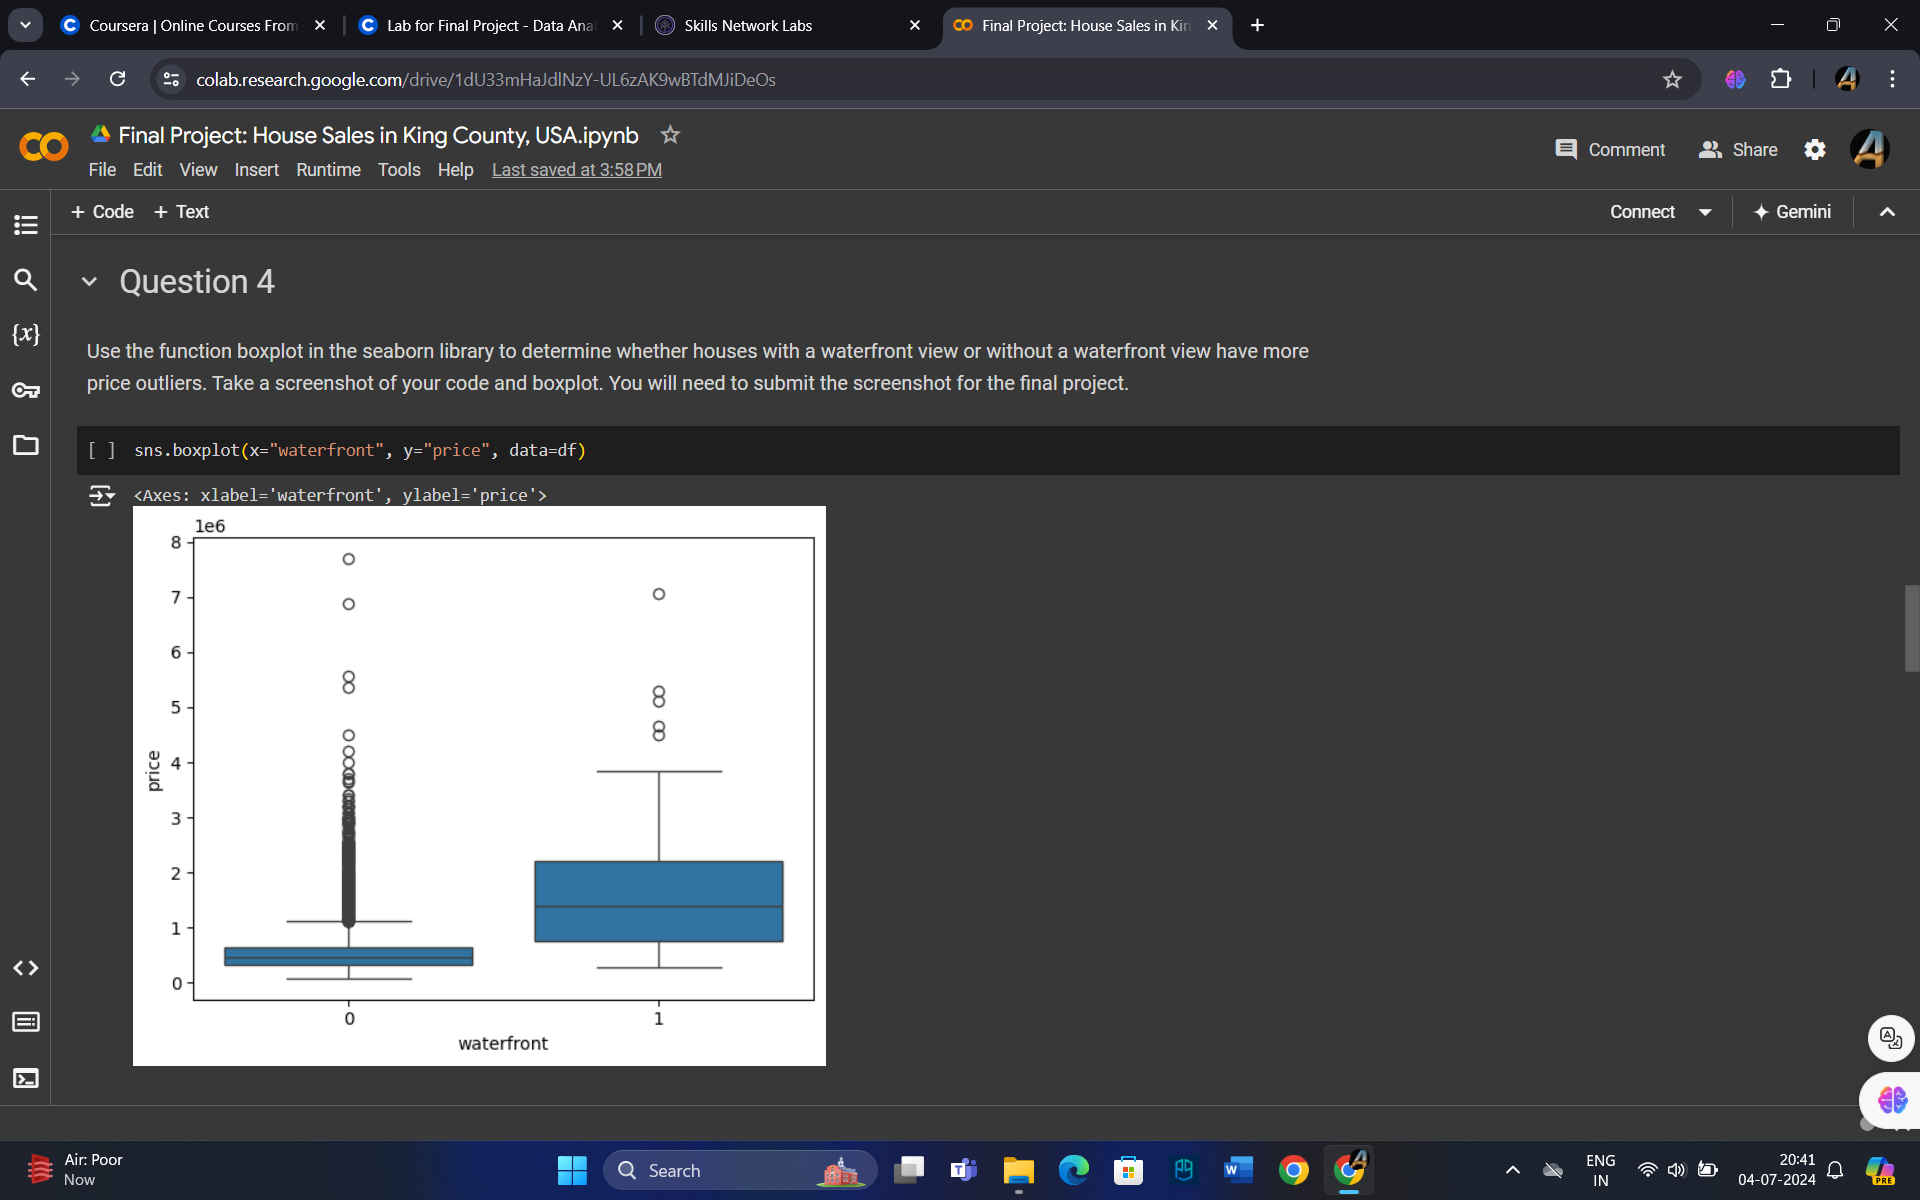 Coursera | Online Courses From
Lab for Final Project - Data Ana
Skills Network Labs
Final Project: House Sales in Kin
colab.research.google.com/drive/1dU33mHaJdlNzY-UL6zAK9wBTdMJiDeOs
Final Project: House Sales in King County, USA.ipynb
File Edit View Insert Runtime Tools Help Last saved at 3:58 PM
Comment
Share
+ Code + Text
Connect
Gemini
{x}
Question 4
Use the function boxplot in the seaborn library to determine whether houses with a waterfront view or without a waterfront view have more
price outliers. Take a screenshot of your code and boxplot. You will need to submit the screenshot for the final project.
[ ] sns.boxplot(x="waterfront", y="price", data=df)
<Axes: xlabel='waterfront', ylabel='price'>
1e6
8
7
6
5
4
3
2
1
0
price
0 1
waterfront
Air: Poor
Now
Search
ENG
IN
20:41
04-07-2024
PRE